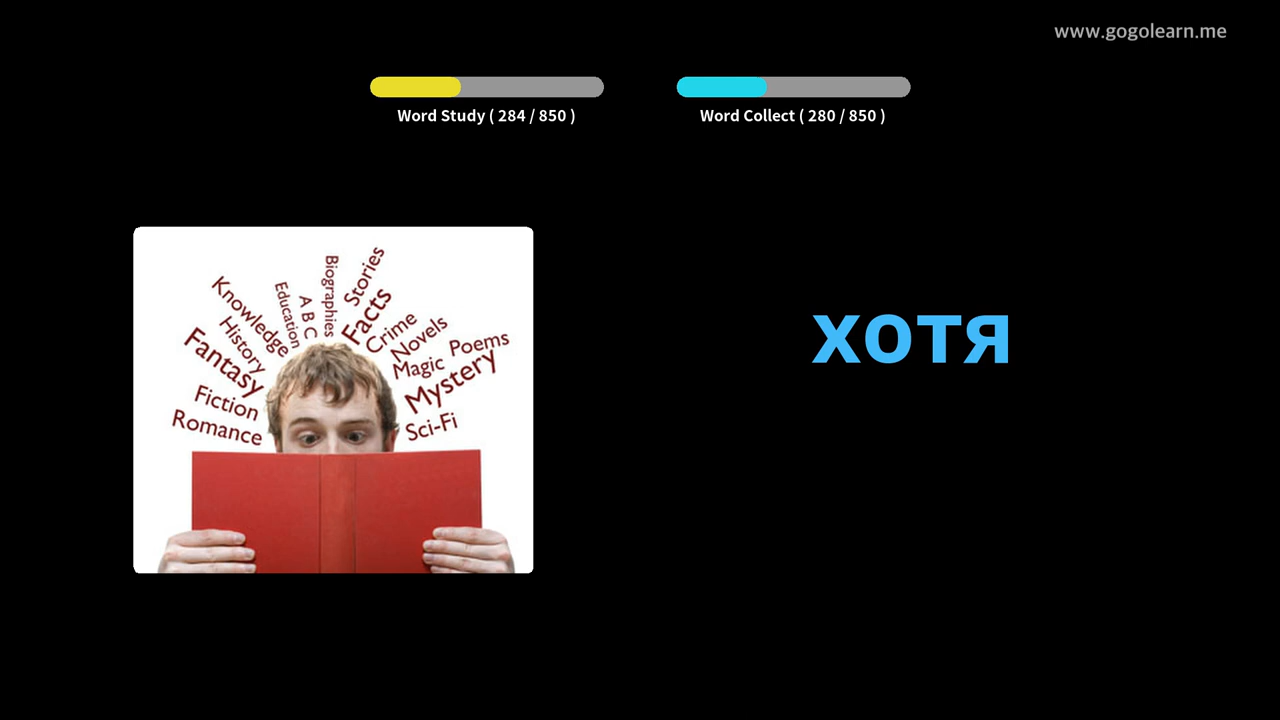 www.gogolearn.me
Word Study ( 284 / 850 )
Word Collect ( 280 / 850 )
Biographies
Stories
Education
A B C
Facts
Knowledge
Crime
History
Novels
Fantasy
Magic
Poems
Mystery
Fiction
Romance
Sci-Fi
хотя